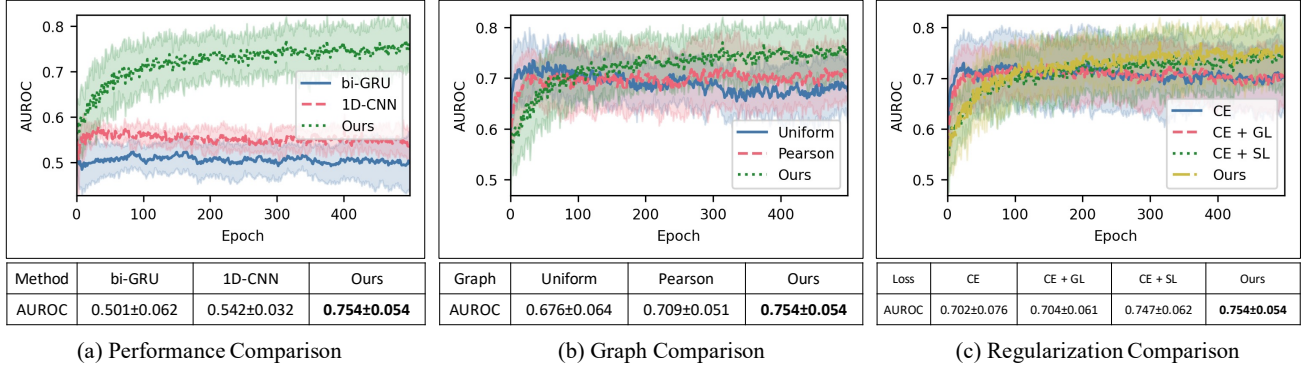 0.8
0.7
0.6
0.5
AUROC
bi-GRU
1D-CNN
Ours
0 100 200 300 400
Epoch
Method bi-GRU 1D-CNN Ours
AUROC 0.501±0.062 0.542±0.032 0.754±0.054
(a) Performance Comparison
0.8
0.7
0.6
0.5
AUROC
Uniform
Pearson
Ours
0 100 200 300 400
Epoch
Graph Uniform Pearson Ours
AUROC 0.676±0.064 0.709±0.051 0.754±0.054
(b) Graph Comparison
0.8
0.7
0.6
0.5
AUROC
CE
CE + GL
CE + SL
Ours
0 100 200 300 400
Epoch
Loss CE CE + GL CE + SL Ours
AUROC 0.702±0.076 0.704±0.061 0.747±0.062 0.754±0.054
(c) Regularization Comparison